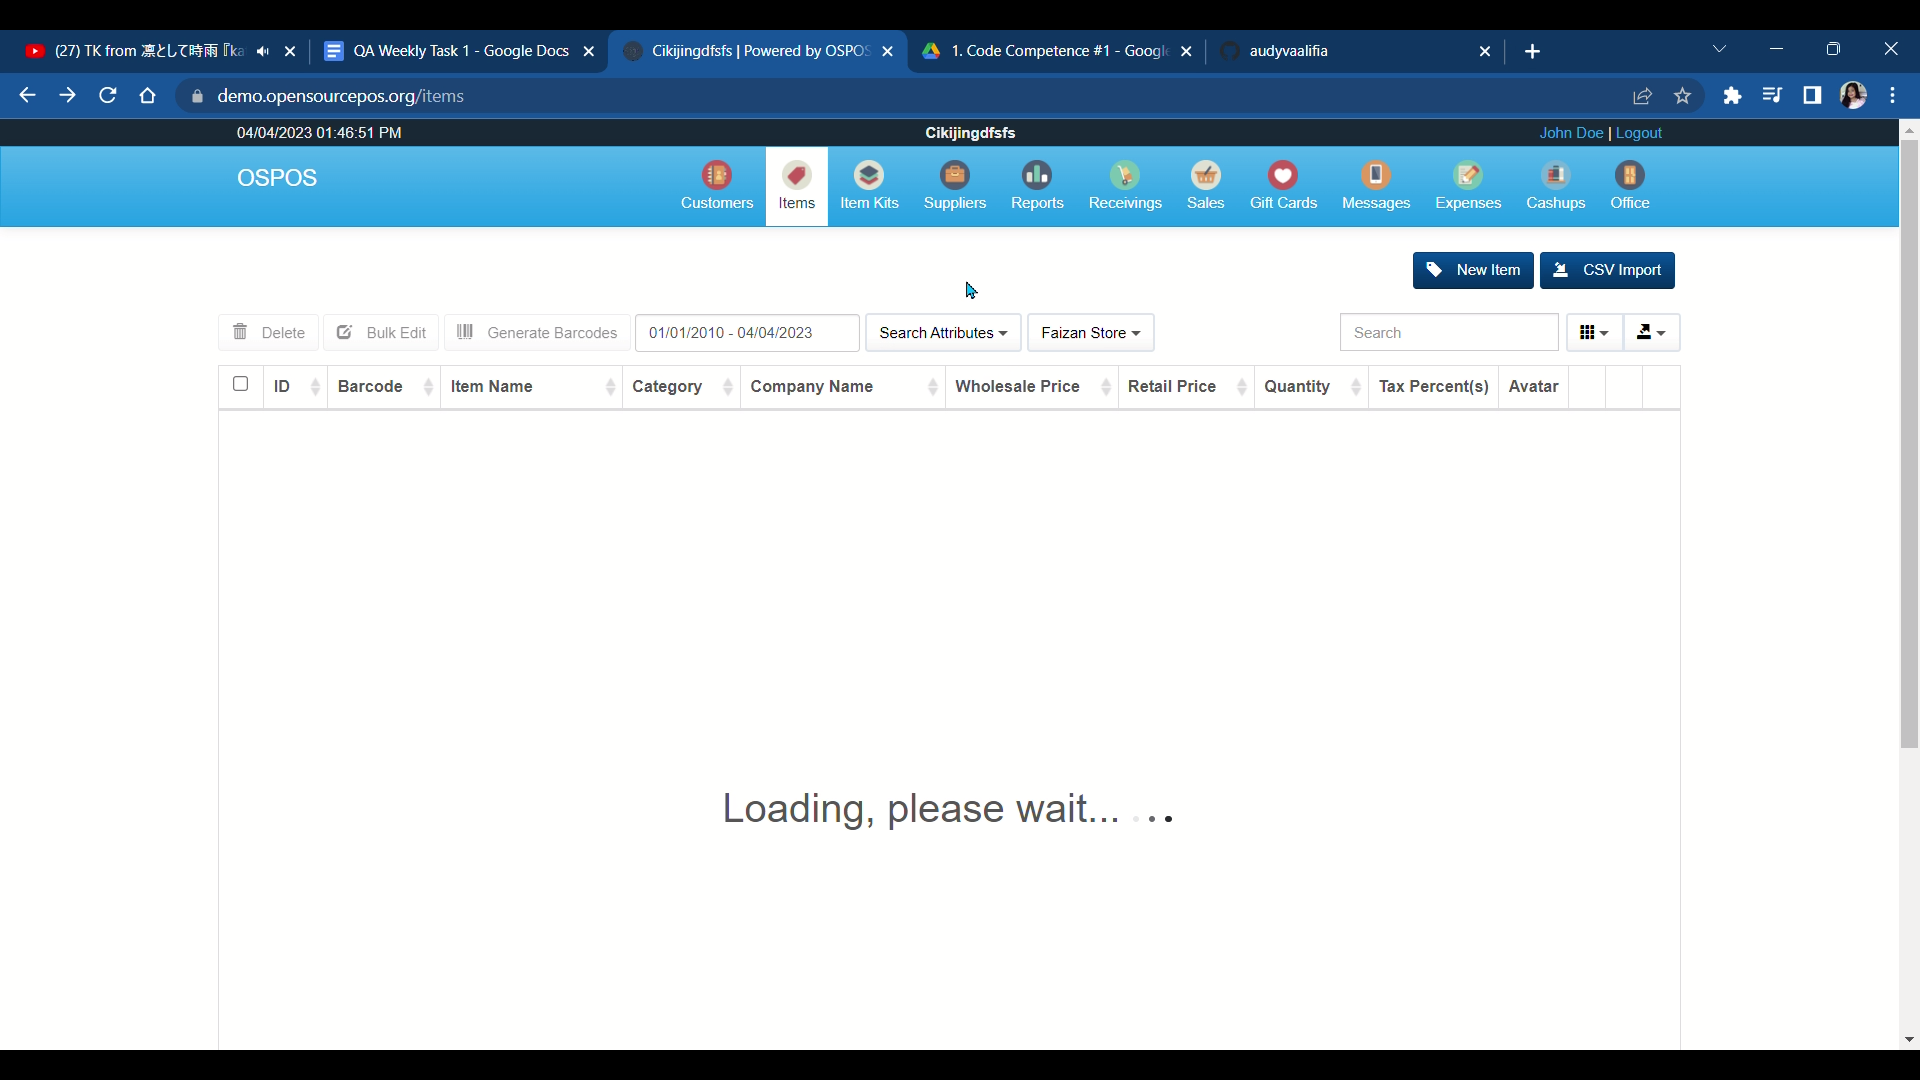 (27) TK from 凛として時雨『ka
QA Weekly Task 1 - Google Docs
Cikijingdfsfs | Powered by OSPOS
1. Code Competence #1 - Google
audyvaalifia
demo.opensourcepos.org/items
04/04/2023 01:46:51 PM
Cikijingdfsfs
John Doe | Logout
OSPOS
Customers
Items
Item Kits
Suppliers
Reports
Receivings
Sales
Gift Cards
Messages
Expenses
Cashups
Office
New Item
CSV Import
Delete
Bulk Edit
Generate Barcodes
01/01/2010 - 04/04/2023
Search Attributes
Faizan Store
Search
ID
Barcode
Item Name
Category
Company Name
Wholesale Price
Retail Price
Quantity
Tax Percent(s)
Avatar
Loading, please wait... ...